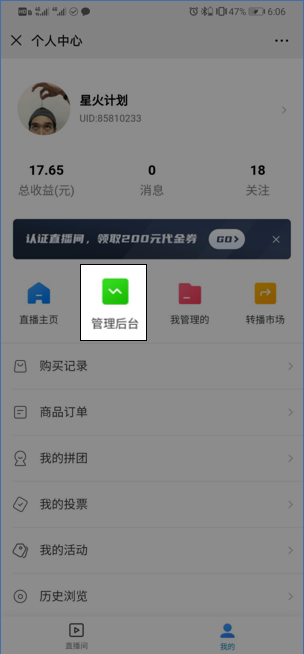 47% 6:06
个人中心
星火计划
UID:85810233
17.65 0 18
总收益(元) 消息 关注
认证直播间，领取200元代金券 GO>
直播主页 管理后台 我管理的 转播市场
购买记录
商品订单
我的拼团
我的投票
我的活动
历史浏览
直播间 我的